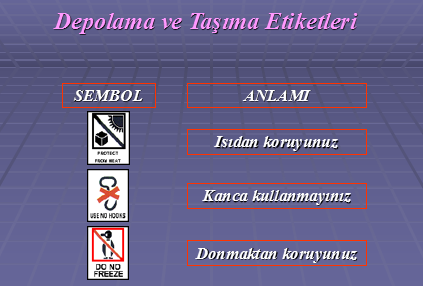 Depolama ve Taşıma Etiketleri
SEMBOL ANLAMI
PROTECT
FROM HEAT
Isıdan koruyunuz
USE NO HOOKS
Kanca kullanmayınız
DO NO
FREEZE
Donmaktan koruyunuz